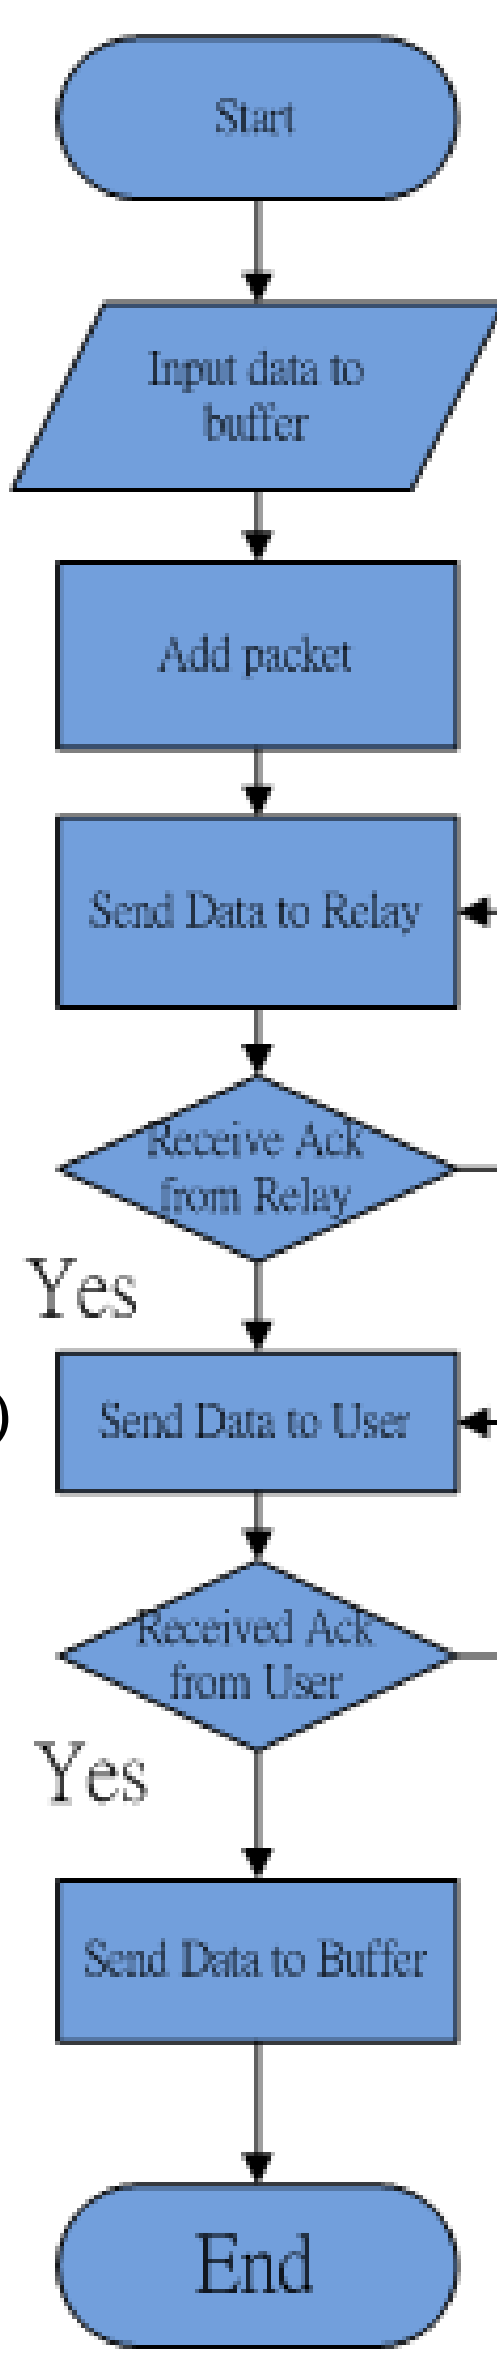 Start
Input data to
buffer
Add packet
Send Data to Relay
Receive Ack
from Relay
Yes
)
Send Data to User
Received Ack
from User
Yes
Send Data to Buffer
End